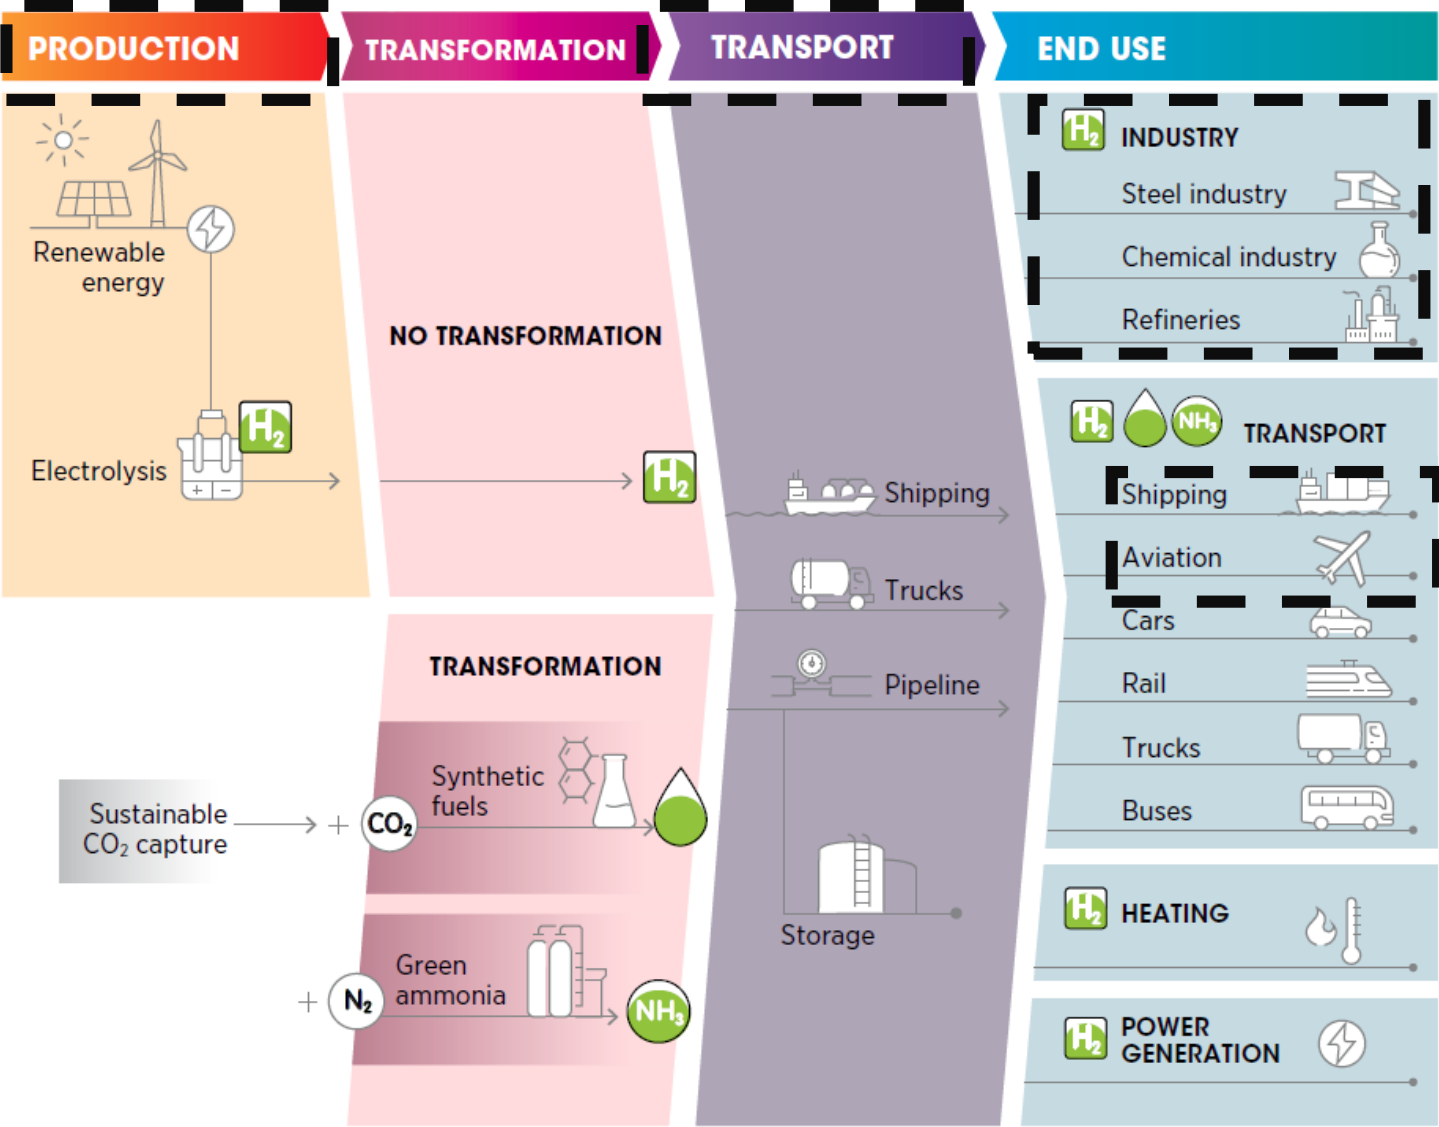 PRODUCTION
TRANSFORMATION
TRANSPORT
END USE
Renewable
energy
H2
Electrolysis
NO TRANSFORMATION
H2
TRANSFORMATION
Sustainable
CO2 capture
+ CO2
Synthetic
fuels
+ N2
Green
ammonia
NH3
Shipping
Trucks
Pipeline
Storage
H2 INDUSTRY
Steel industry
Chemical industry
Refineries
H2 NH3 TRANSPORT
Shipping
Aviation
Cars
Rail
Trucks
Buses
H2 HEATING
H2 POWER
GENERATION